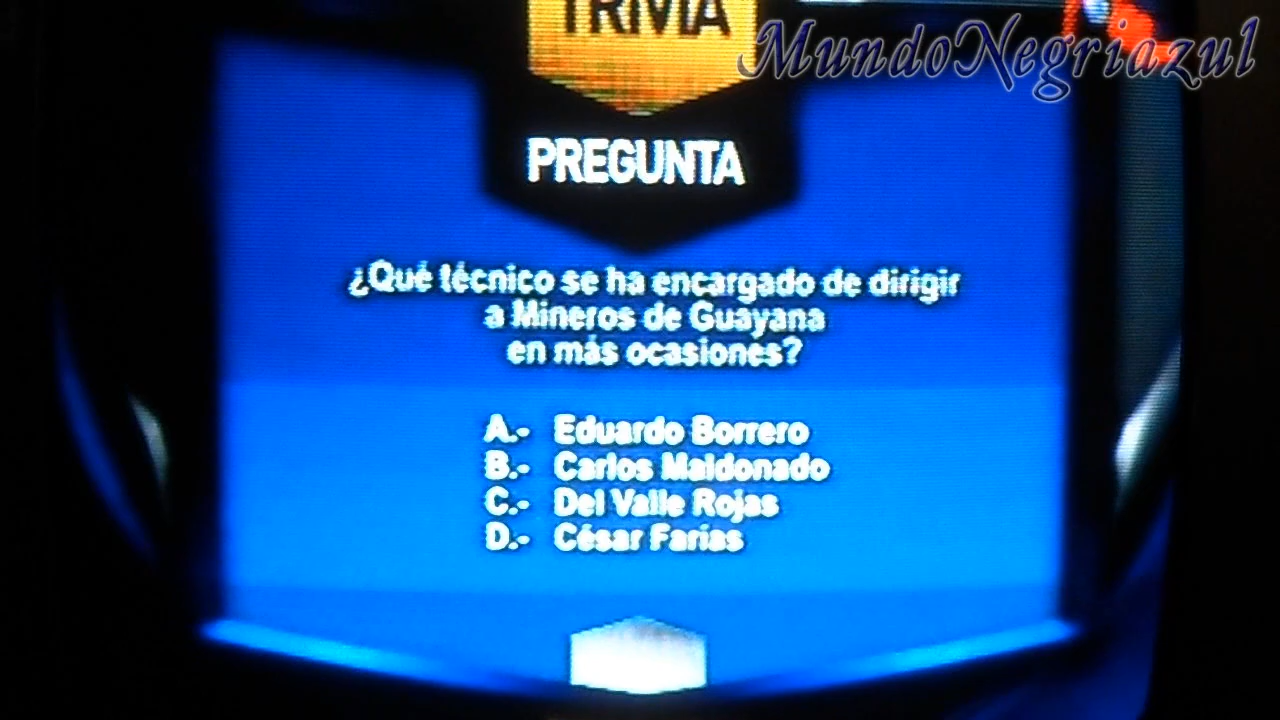 TRIVIA
MundoNegriazul
PREGUNTA
¿Qué técnico se ha encargado de dirigir
a Mineros de Guayana
en más ocasiones?
A.- Eduardo Borrero
B.- Carlos Maldonado
C.- Del Valle Rojas
D.- César Farías